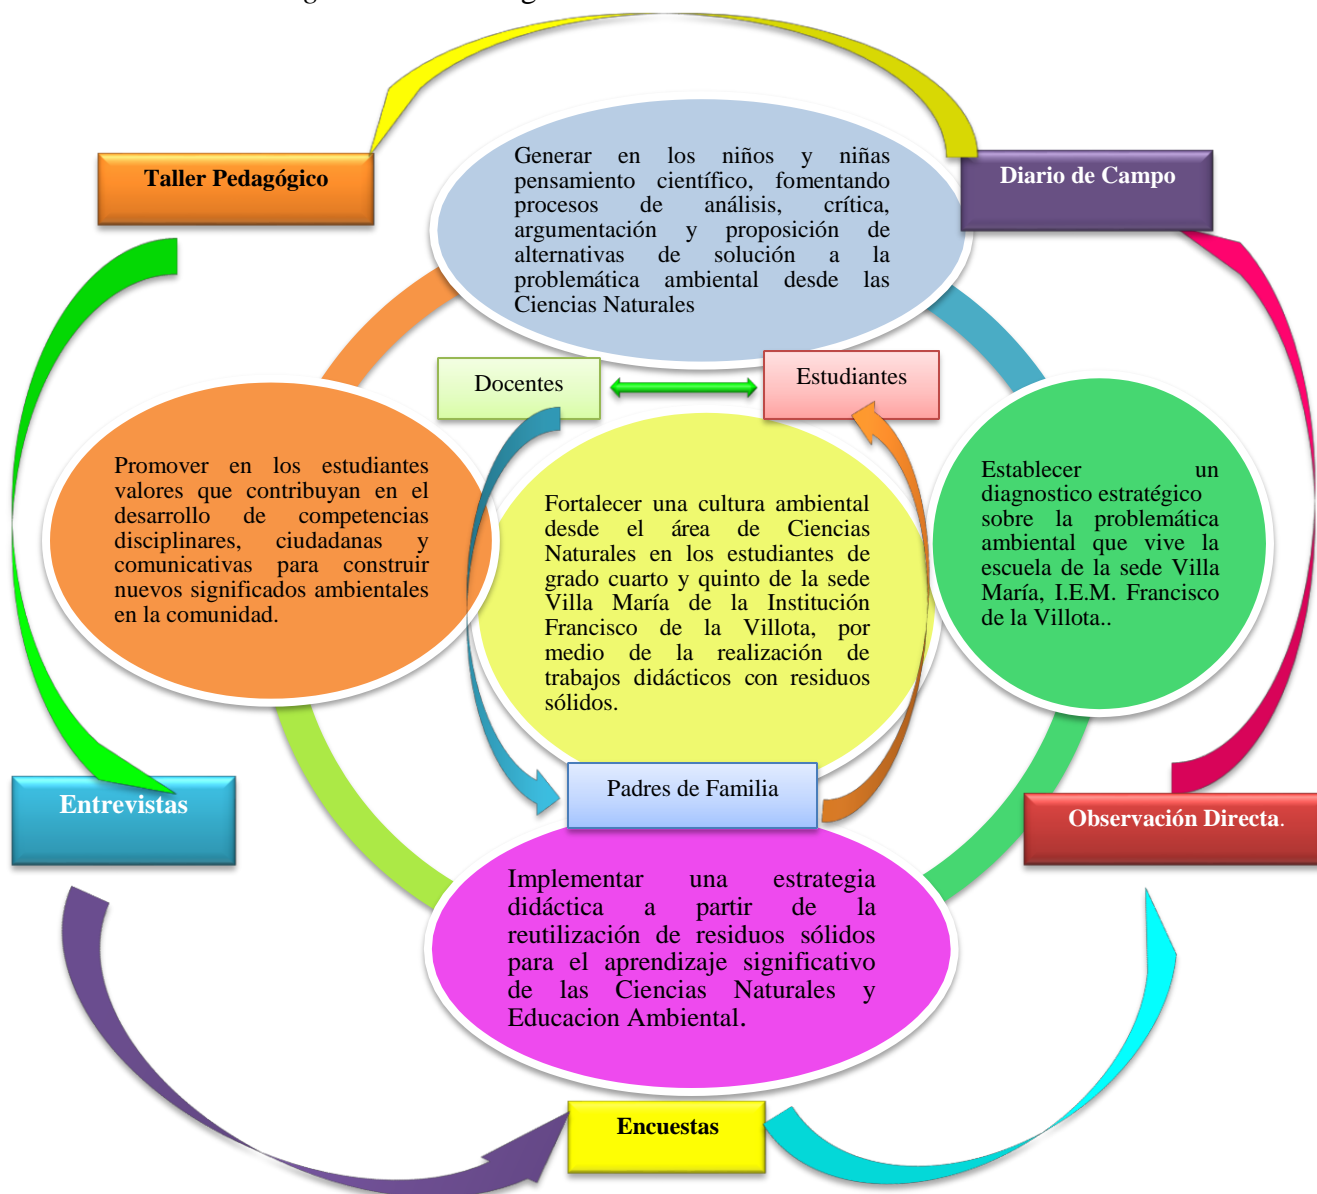 Taller Pedagógico
Diario de Campo
Generar en los niños y niñas
pensamiento científico, fomentando
procesos de análisis, crítica,
argumentación y proposición de
alternativas de solución a la
problemática ambiental desde las
Ciencias Naturales
Docentes
Estudiantes
Promover en los estudiantes
valores que contribuyan en el
desarrollo de competencias
disciplinares, ciudadanas y
comunicativas para construir
nuevos significados ambientales
en la comunidad.
Fortalecer una cultura ambiental
desde el área de Ciencias
Naturales en los estudiantes de
grado cuarto y quinto de la sede
Villa María de la Institución
Francisco de la Villota, por
medio de la realización de
trabajos didácticos con residuos
sólidos.
Establecer un
diagnostico estratégico
sobre la problemática
ambiental que vive la
escuela de la sede Villa
María, I.E.M. Francisco
de la Villota..
Padres de Familia
Entrevistas
Observación Directa.
Implementar una estrategia
didáctica a partir de la
reutilización de residuos sólidos
para el aprendizaje significativo
de las Ciencias Naturales y
Educacion Ambiental.
Encuestas